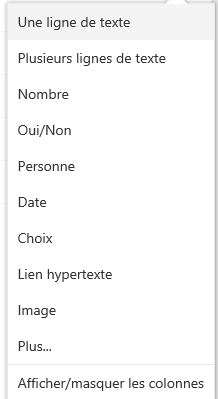 Une ligne de texte
Plusieurs lignes de texte
Nombre
Oui/Non
Personne
Date
Choix
Lien hypertexte
Image
Plus...
Afficher/masquer les colonnes